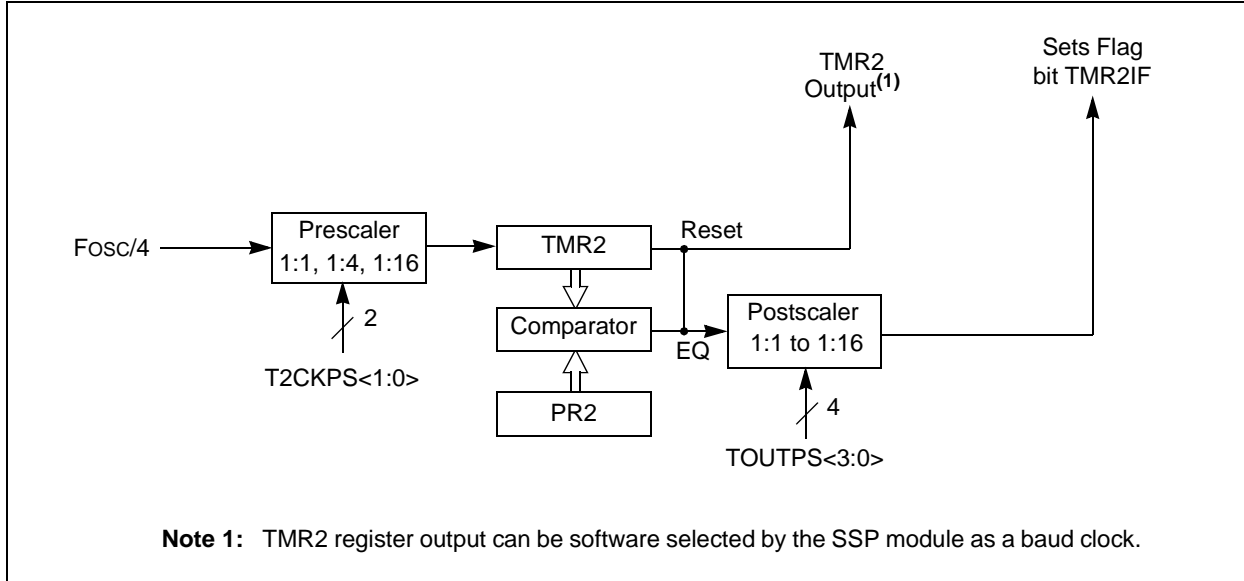 TMR2
Output(1)
Sets Flag
bit TMR2IF
FOSC/4
Prescaler
1:1, 1:4, 1:16
2
T2CKPS<1:0>
TMR2
Reset
Comparator
EQ
PR2
Postscaler
1:1 to 1:16
4
TOUTPS<3:0>
Note 1: TMR2 register output can be software selected by the SSP module as a baud clock.